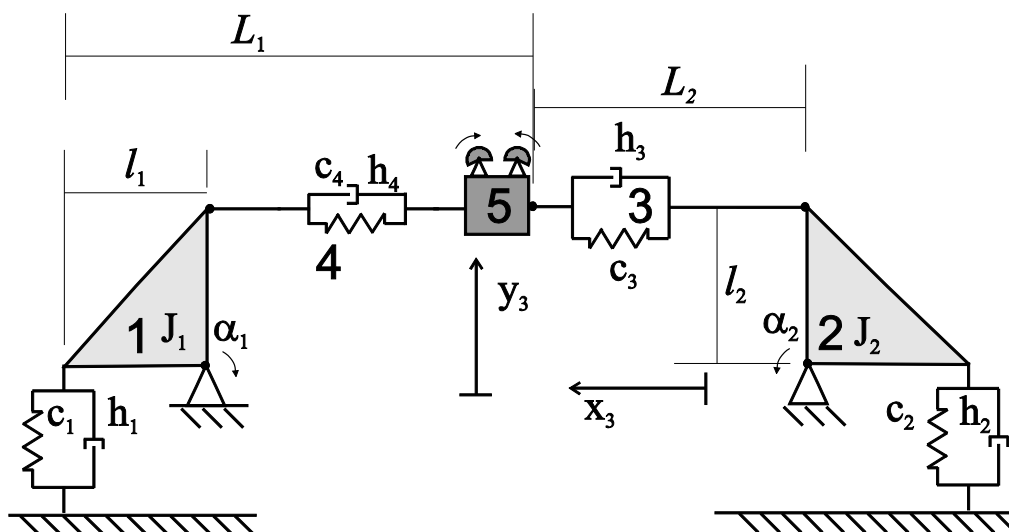 L₁
L₂
l₁
c₄ h₄
h₃
5
3
4
c₃
y₃
l₂
1 J₁ α₁
α₂ 2 J₂
x₃
c₁ h₁
c₂ h₂